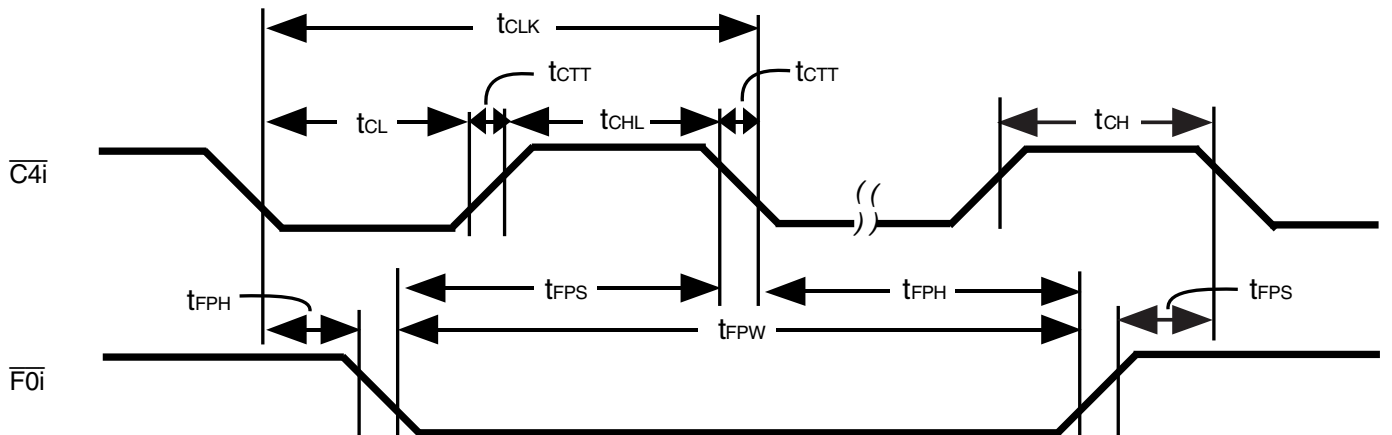 tCLK
tCTT
tCTT
tCL
tCHL
tCH
C4i
((
))
tFPH
tFPS
tFPH
tFPS
tFPW
F0i